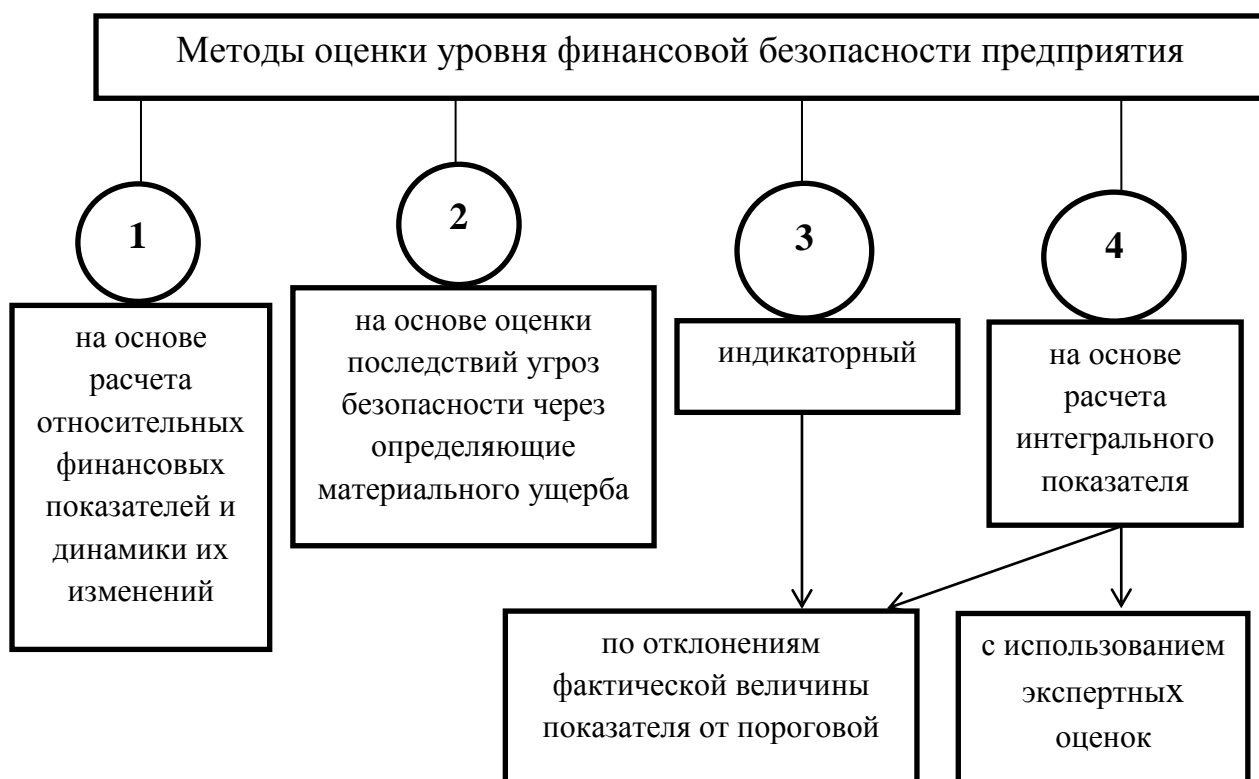 Методы оценки уровня финансовой безопасности предприятия
1
на основе
расчета
относительных
финансовых
показателей и
динамики их
изменений
2
на основе оценки
последствий угроз
безопасности через
определяющие
материального ущерба
3
индикаторный
4
на основе
расчета
интегрального
показателя
по отклонениям
фактической величины
показателя от пороговой
с использованием
экспертных
оценок